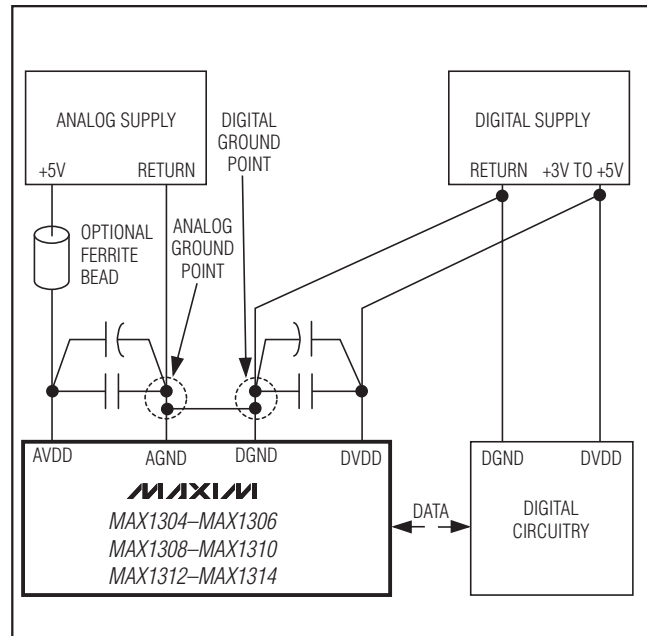 ANALOG SUPPLY
+5V RETURN
DIGITAL
GROUND
POINT
DIGITAL SUPPLY
RETURN +3V TO +5V
OPTIONAL
FERRITE
BEAD
ANALOG
GROUND
POINT
AVDD AGND DGND DVDD
MAXIM
MAX1304–MAX1306
MAX1308–MAX1310
MAX1312–MAX1314
DATA
DGND DVDD
DIGITAL
CIRCUITRY